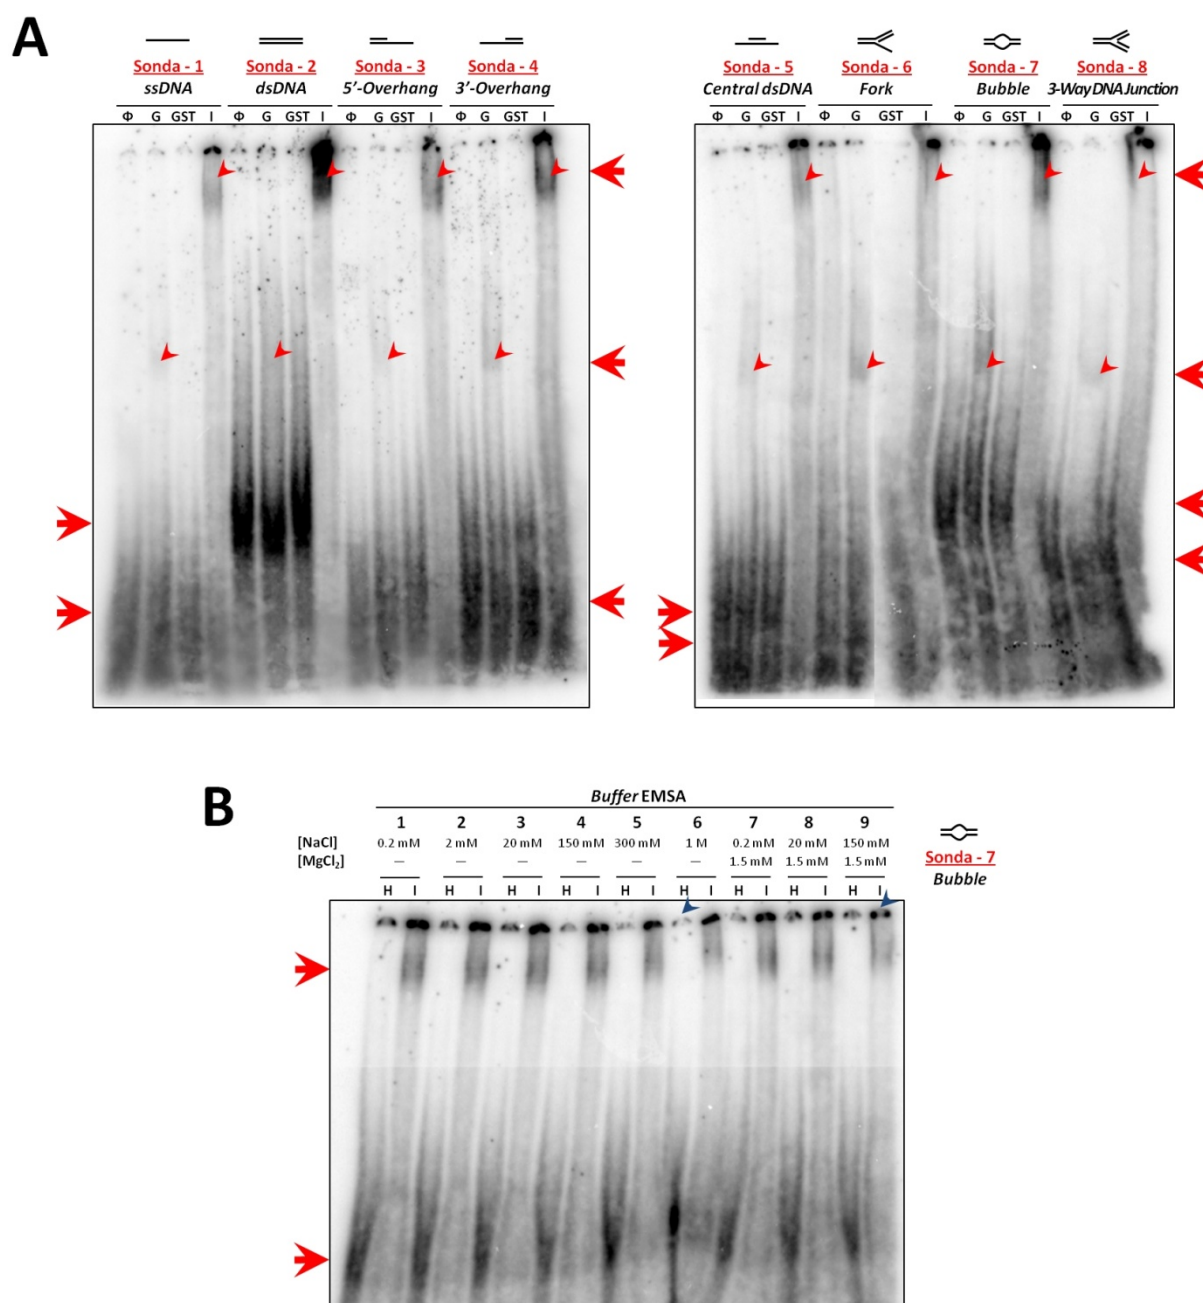 A
Sonda - 1 Sonda - 2 Sonda - 3 Sonda - 4
ssDNA dsDNA 5'-Overhang 3'-Overhang
Φ G GST I Φ G GST I Φ G GST I Φ G GST I
Sonda - 5 Sonda - 6 Sonda - 7 Sonda - 8
Central dsDNA Fork Bubble 3-Way DNA Junction
Φ G GST I Φ G GST I Φ G GST I Φ G GST I
B
Buffer EMSA
1 2 3 4 5 6 7 8 9
[NaCl] 0.2 mM 2 mM 20 mM 150 mM 300 mM 1 M 0.2 mM 20 mM 150 mM
[MgCl₂] – – – – – – 1.5 mM 1.5 mM 1.5 mM
H I H I H I H I H I H I H I H I H I
Sonda - 7
Bubble